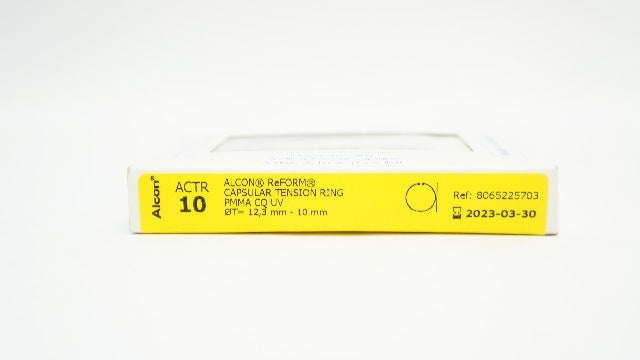 Alcon®
ACTR
10
ALCON® ReFORM®
CAPSULAR TENSION RING
PMMA CQ UV
ØT= 12,3 mm - 10 mm
Ref: 8065225703
2023-03-30